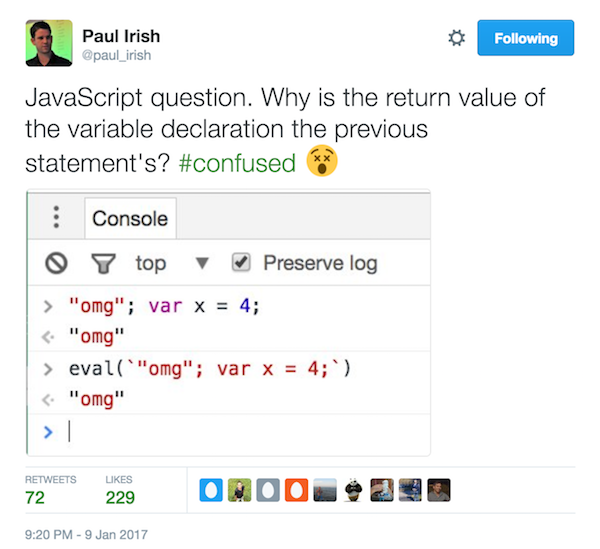 Paul Irish
@paul_irish
Following
JavaScript question. Why is the return value of
the variable declaration the previous
statement's? #confused
Console
top
Preserve log
> "omg"; var x = 4;
"omg"
> eval(`"omg"; var x = 4;`)
"omg"
>
RETWEETS LIKES
72 229
9:20 PM - 9 Jan 2017